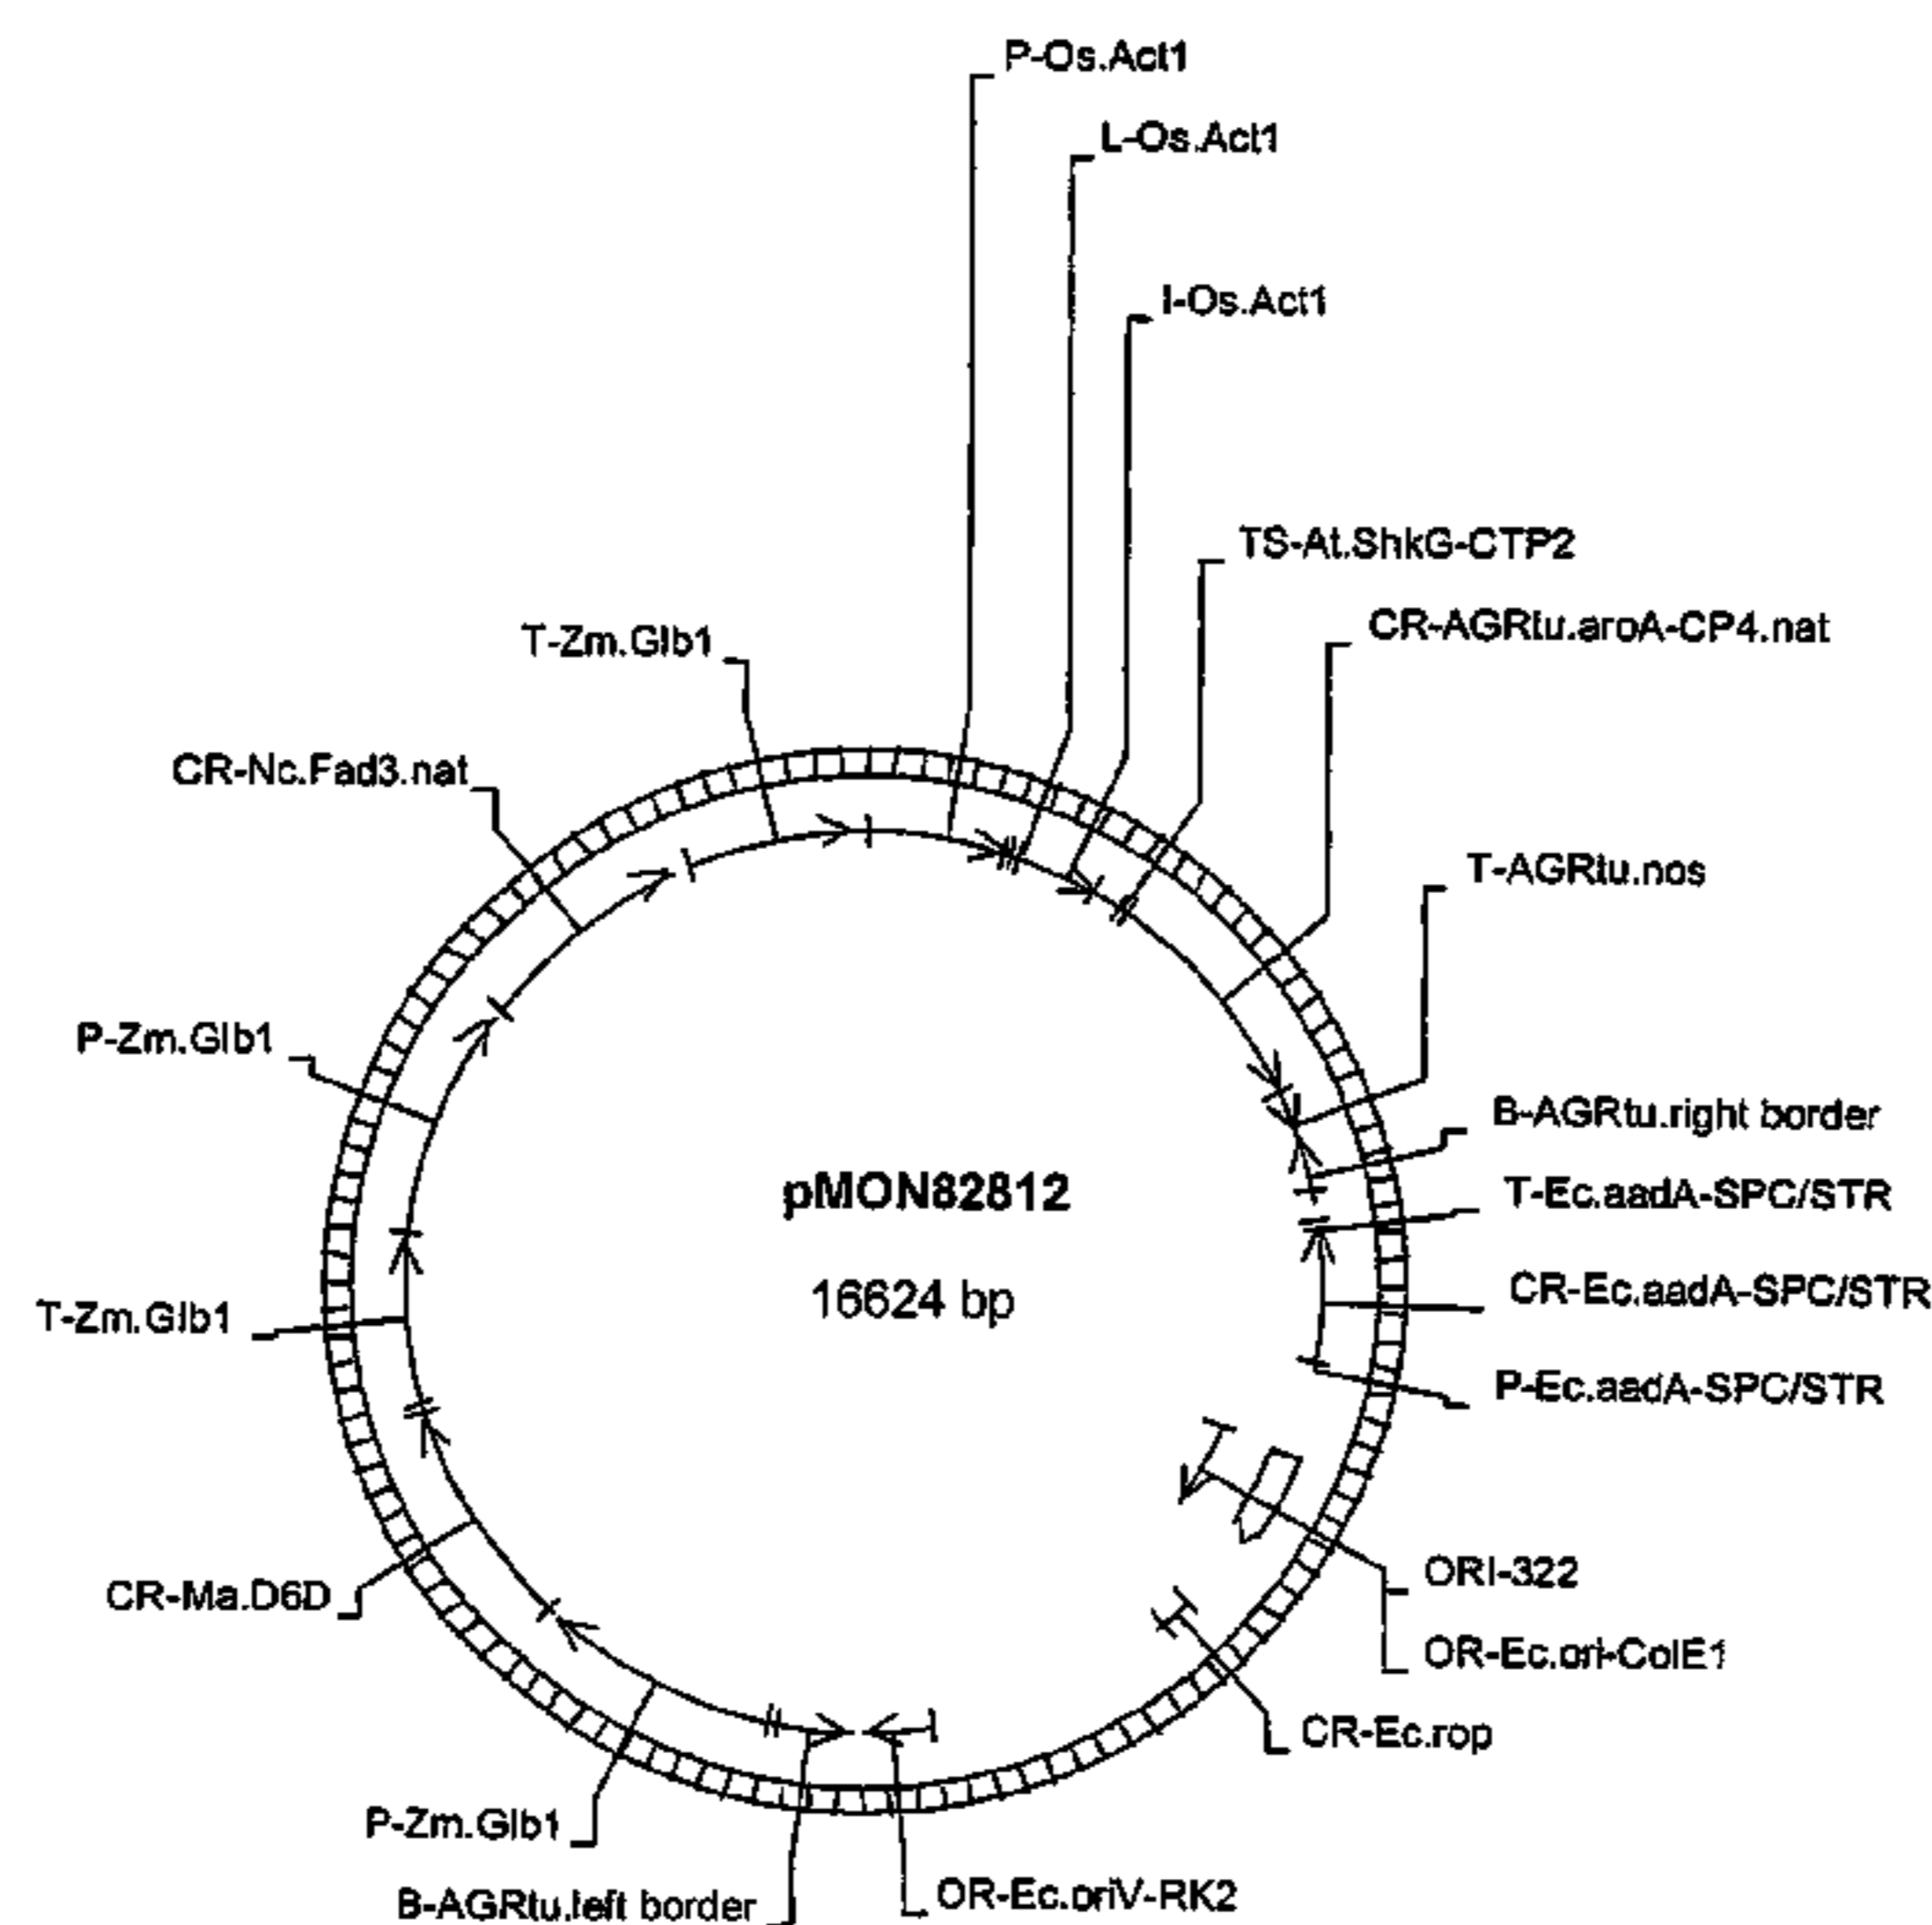 P-Os.Act1
L-Os.Act1
I-Os.Act1
TS-At.ShkG-CTP2
CR-AGRtu.aroA-CP4.nat
T-Zm.Glb1
CR-Nc.Fad3.nat
T-AGRtu.nos
P-Zm.Glb1
B-AGRtu.right border
pMON82812
T-Ec.aadA-SPC/STR
16624 bp
CR-Ec.aadA-SPC/STR
T-Zm.Glb1
P-Ec.aadA-SPC/STR
ORI-322
CR-Ma.D6D
OR-Ec.ori-ColE1
CR-Ec.rop
P-Zm.Glb1
B-AGRtu.left border
OR-Ec.oriV-RK2